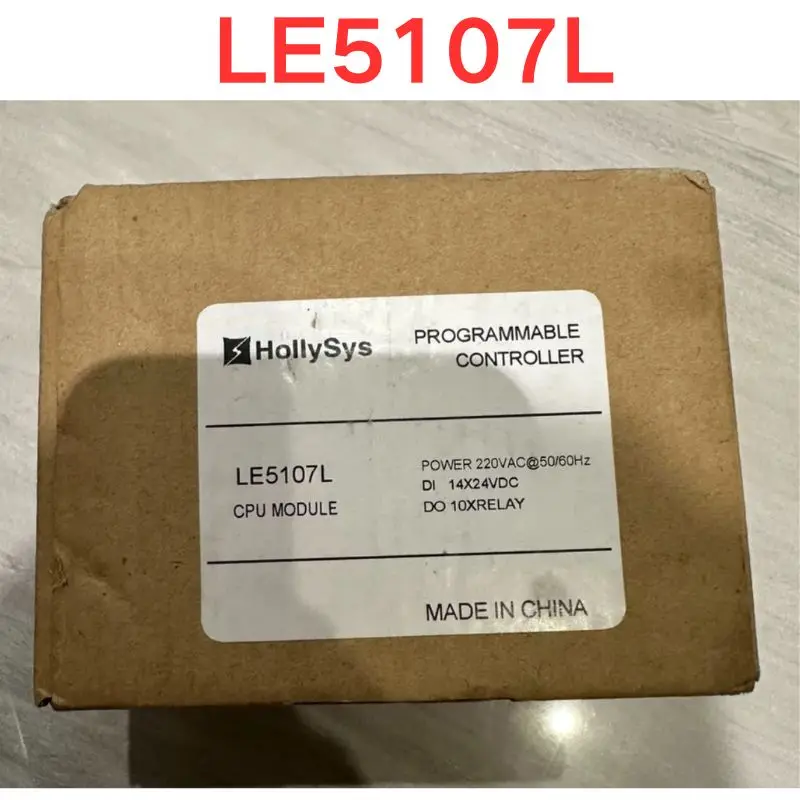 LE5107L
HollySys
PROGRAMMABLE
CONTROLLER
LE5107L
CPU MODULE
POWER 220VAC@50/60Hz
DI 14X24VDC
DO 10XRELAY
MADE IN CHINA